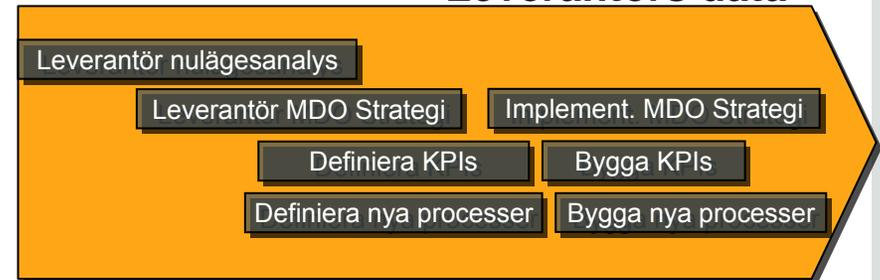 Leverantör nulägesanalys
Leverantör MDO Strategi
Implement. MDO Strategi
Definiera KPIs
Bygga KPIs
Definiera nya processer
Bygga nya processer